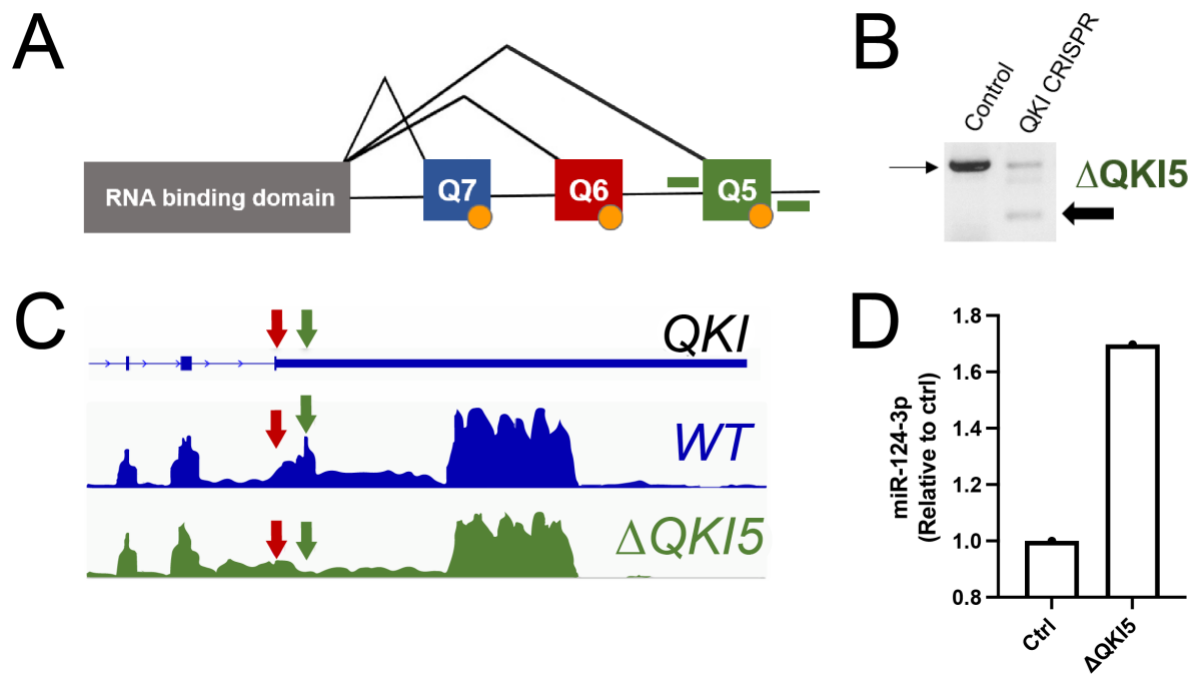 A
RNA binding domain
Q7
Q6
Q5
B
Control
QKI CRISPR
ΔQKI5
C
QKI
WT
ΔQKI5
D
miR-124-3p
(Relative to ctrl)
1.8
1.6
1.4
1.2
1.0
0.8
Ctrl
ΔQKI5